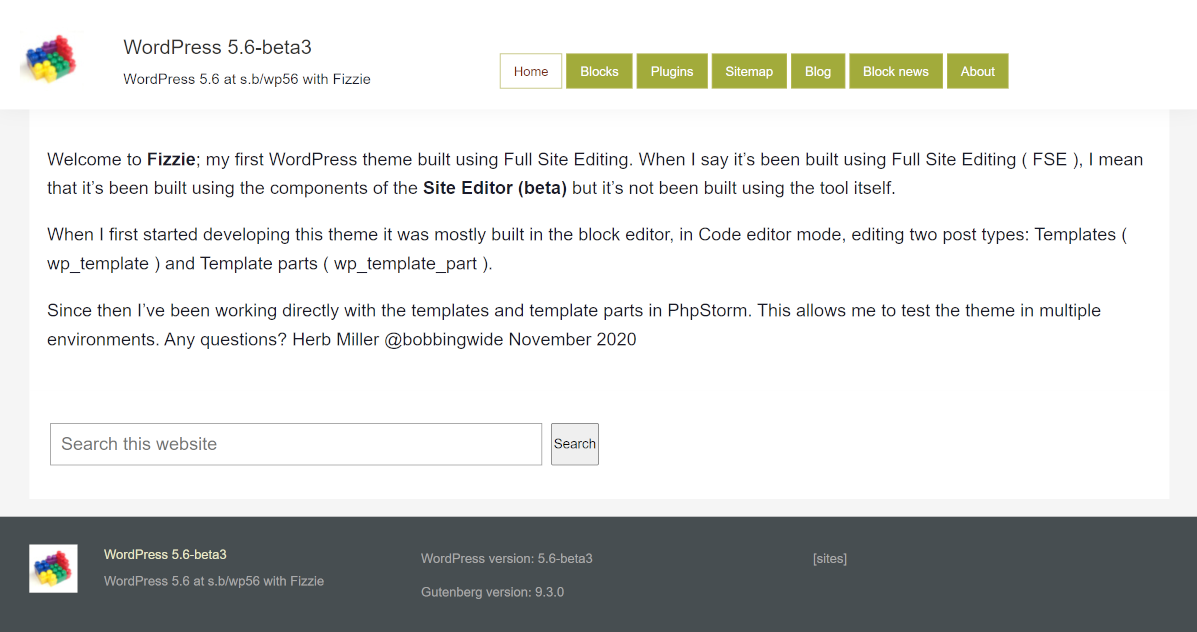 WordPress 5.6-beta3
WordPress 5.6 at s.b/wp56 with Fizzie
Home Blocks Plugins Sitemap Blog Block news About
Welcome to Fizzie; my first WordPress theme built using Full Site Editing. When I say it’s been built using Full Site Editing ( FSE ), I mean
that it’s been built using the components of the Site Editor (beta) but it’s not been built using the tool itself.
When I first started developing this theme it was mostly built in the block editor, in Code editor mode, editing two post types: Templates (
wp_template ) and Template parts ( wp_template_part ).
Since then I’ve been working directly with the templates and template parts in PhpStorm. This allows me to test the theme in multiple
environments. Any questions? Herb Miller @bobbingwide November 2020
Search this website Search
WordPress 5.6-beta3
WordPress 5.6 at s.b/wp56 with Fizzie
WordPress version: 5.6-beta3
Gutenberg version: 9.3.0
[sites]